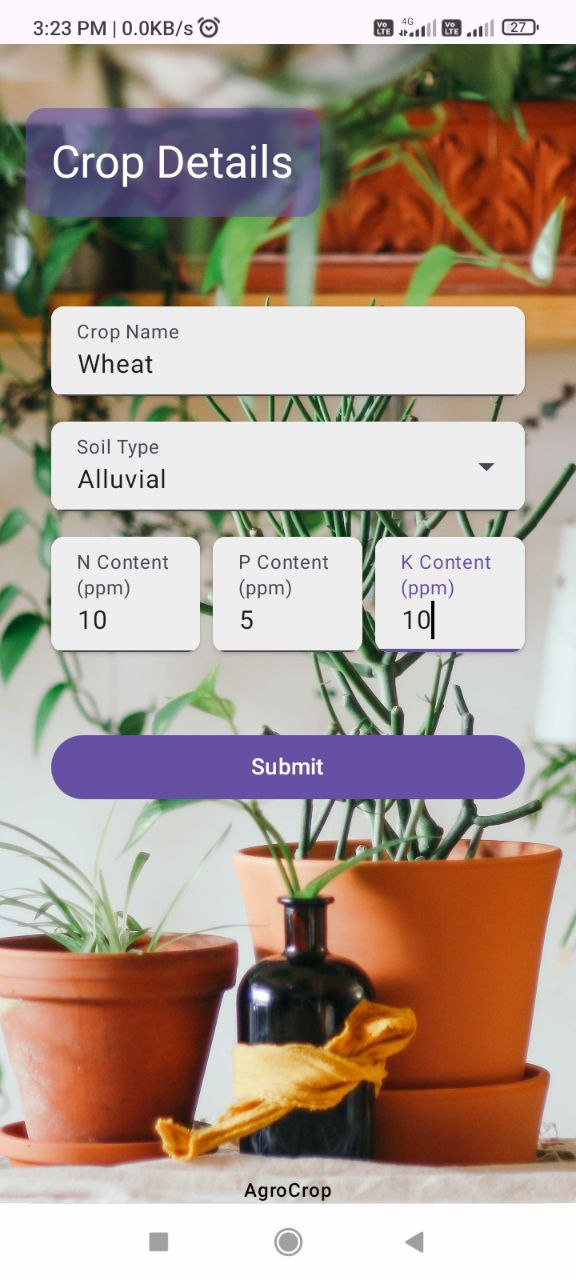 3:23 PM | 0.0KB/s
Vo LTE 4G Vo LTE 27
Crop Details
Crop Name
Wheat
Soil Type
Alluvial
N Content
(ppm)
10
P Content
(ppm)
5
K Content
(ppm)
10
Submit
AgroCrop